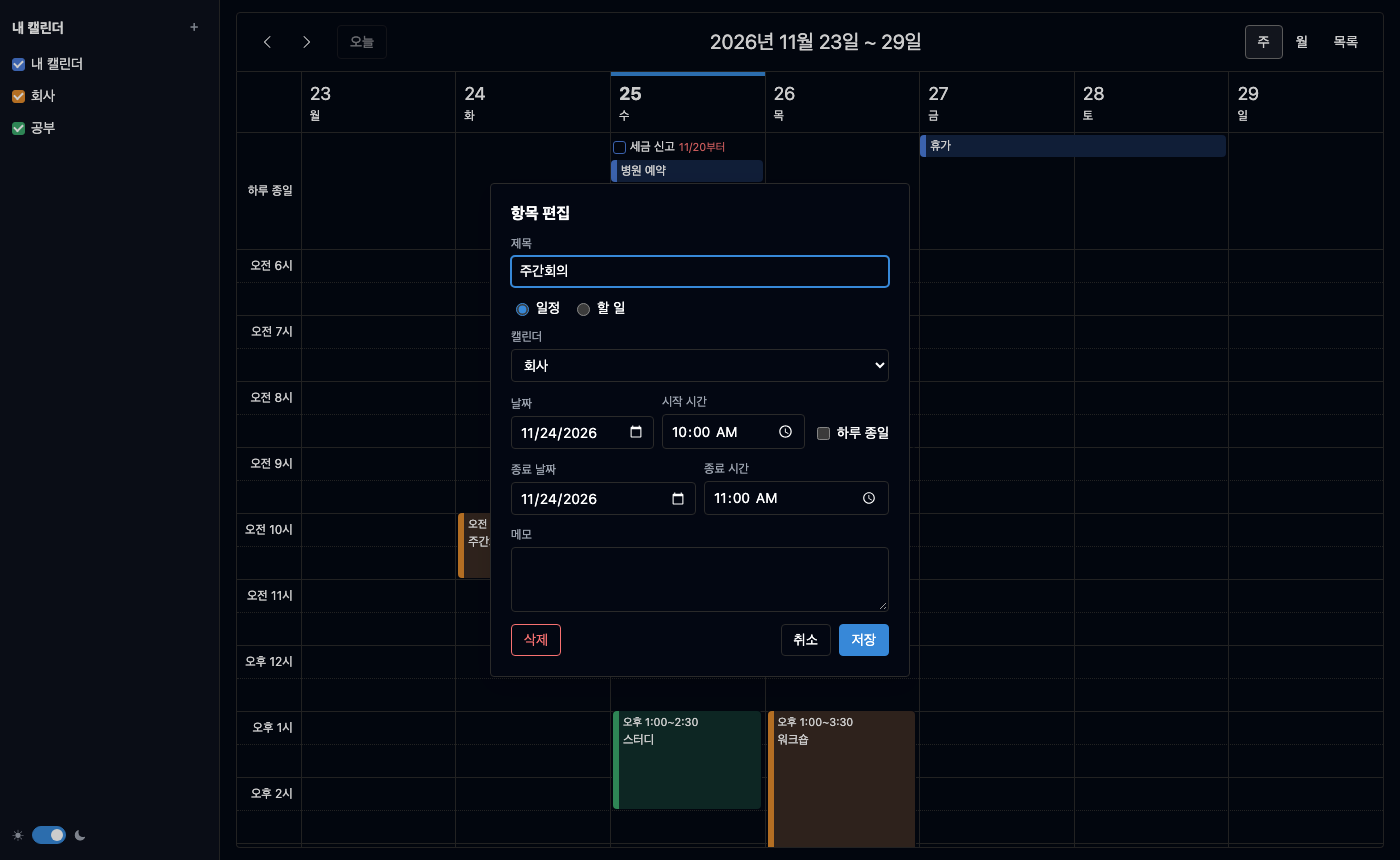 내 캘린더 +
내 캘린더
회사
공부
오늘
2026년 11월 23일 ~ 29일
주 월 목록
23 24 25 26 27 28 29
월 화 수 목 금 토 일
하루 종일
세금 신고 11/20부터
병원 예약
휴가
오전 6시
오전 7시
오전 8시
오전 9시
오전 10시
오전 11시
오후 12시
오후 1시
오후 2시
오전
주간
항목 편집
제목
주간회의
일정 할 일
캘린더
회사
날짜 시작 시간
11/24/2026 10:00 AM 하루 종일
종료 날짜 종료 시간
11/24/2026 11:00 AM
메모
삭제 취소 저장
오후 1:00~2:30
스터디
오후 1:00~3:30
워크숍